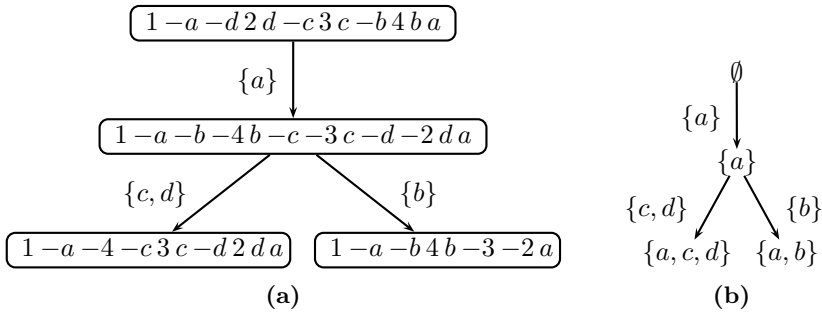 1 −a −d 2 d −c 3 c −b 4 b a
∅
{a}
{a}
1 −a −b −4 b −c −3 c −d −2 d a
{a}
{c, d}
{b}
{c, d}
{b}
1 −a −4 −c 3 c −d 2 d a
1 −a −b 4 b −3 −2 a
{a, c, d}
{a, b}
(a)
(b)